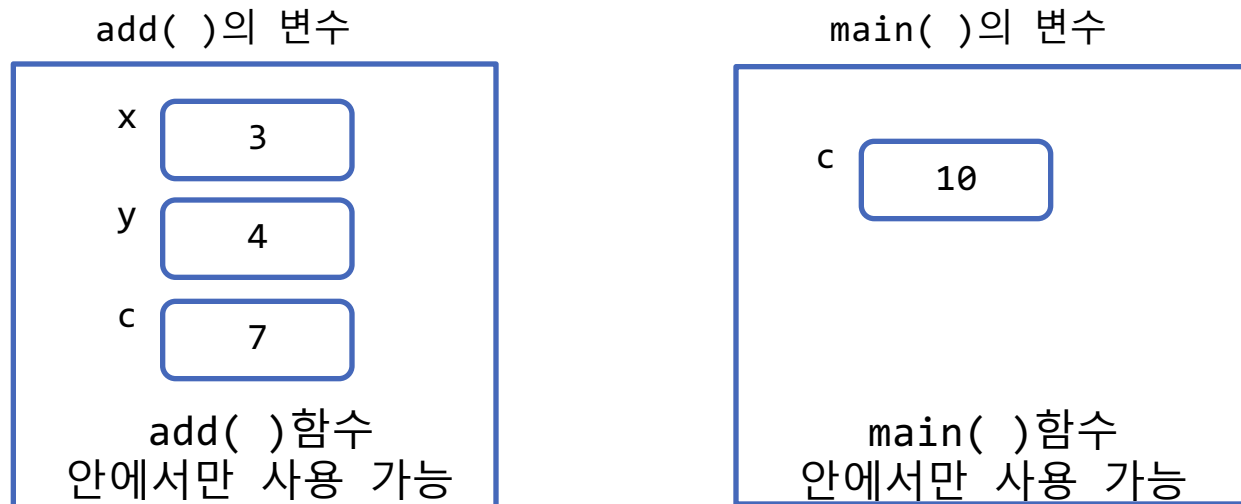 add( )의 변수
x
3
y
4
c
7
add( )함수
안에서만 사용 가능
main( )의 변수
c
10
main( )함수
안에서만 사용 가능